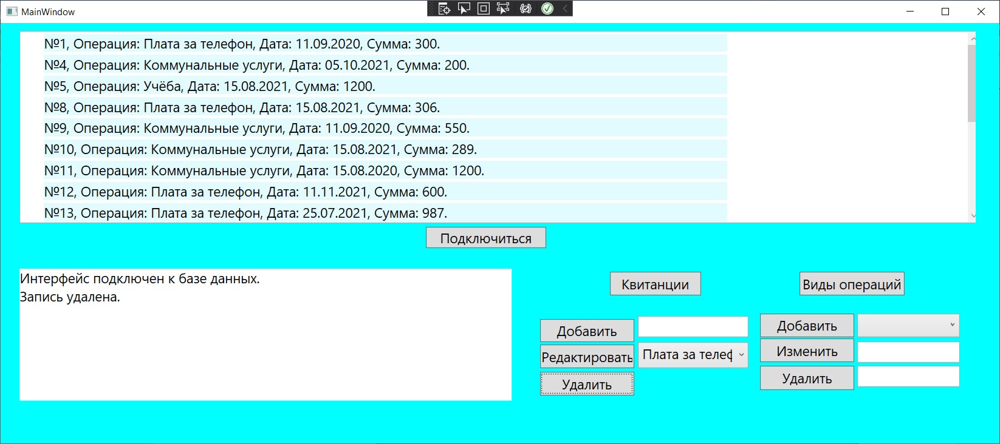 MainWindow
№1, Операция: Плата за телефон, Дата: 11.09.2020, Сумма: 300.
№4, Операция: Коммунальные услуги, Дата: 05.10.2021, Сумма: 200.
№5, Операция: Учёба, Дата: 15.08.2021, Сумма: 1200.
№8, Операция: Плата за телефон, Дата: 15.08.2021, Сумма: 306.
№9, Операция: Коммунальные услуги, Дата: 11.09.2020, Сумма: 550.
№10, Операция: Коммунальные услуги, Дата: 15.08.2021, Сумма: 289.
№11, Операция: Коммунальные услуги, Дата: 15.08.2020, Сумма: 1200.
№12, Операция: Плата за телефон, Дата: 11.11.2021, Сумма: 600.
№13, Операция: Плата за телефон, Дата: 25.07.2021, Сумма: 987.
Подключиться
Интерфейс подключен к базе данных.
Запись удалена.
Квитанции
Добавить
Редактировать
Плата за телеф
Удалить
Виды операций
Добавить
Изменить
Удалить